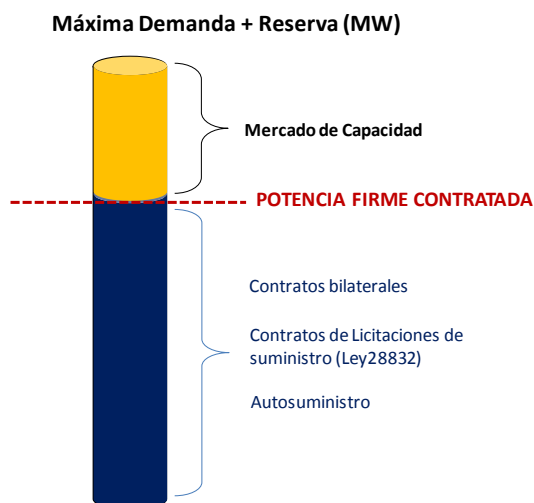 Máxima Demanda + Reserva (MW)
Mercado de Capacidad
POTENCIA FIRME CONTRATADA
Contratos bilaterales
Contratos de Licitaciones de
suministro (Ley28832)
Autosuministro